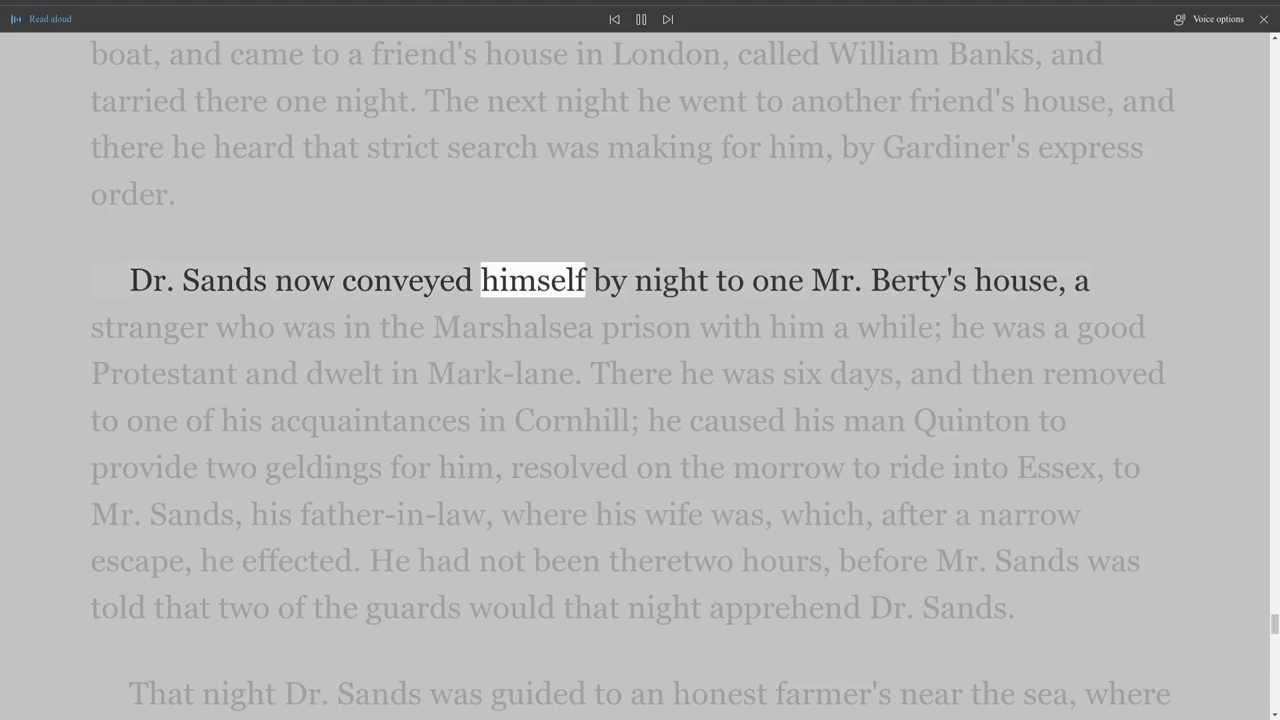 Read aloud
Voice options
boat, and came to a friend's house in London, called William Banks, and
tarried there one night. The next night he went to another friend's house, and
there he heard that strict search was making for him, by Gardiner's express
order.
Dr. Sands now conveyed himself by night to one Mr. Berty's house, a
stranger who was in the Marshalsea prison with him a while; he was a good
Protestant and dwelt in Mark-lane. There he was six days, and then removed
to one of his acquaintances in Cornhill; he caused his man Quinton to
provide two geldings for him, resolved on the morrow to ride into Essex, to
Mr. Sands, his father-in-law, where his wife was, which, after a narrow
escape, he effected. He had not been theretwo hours, before Mr. Sands was
told that two of the guards would that night apprehend Dr. Sands.
That night Dr. Sands was guided to an honest farmer's near the sea, where